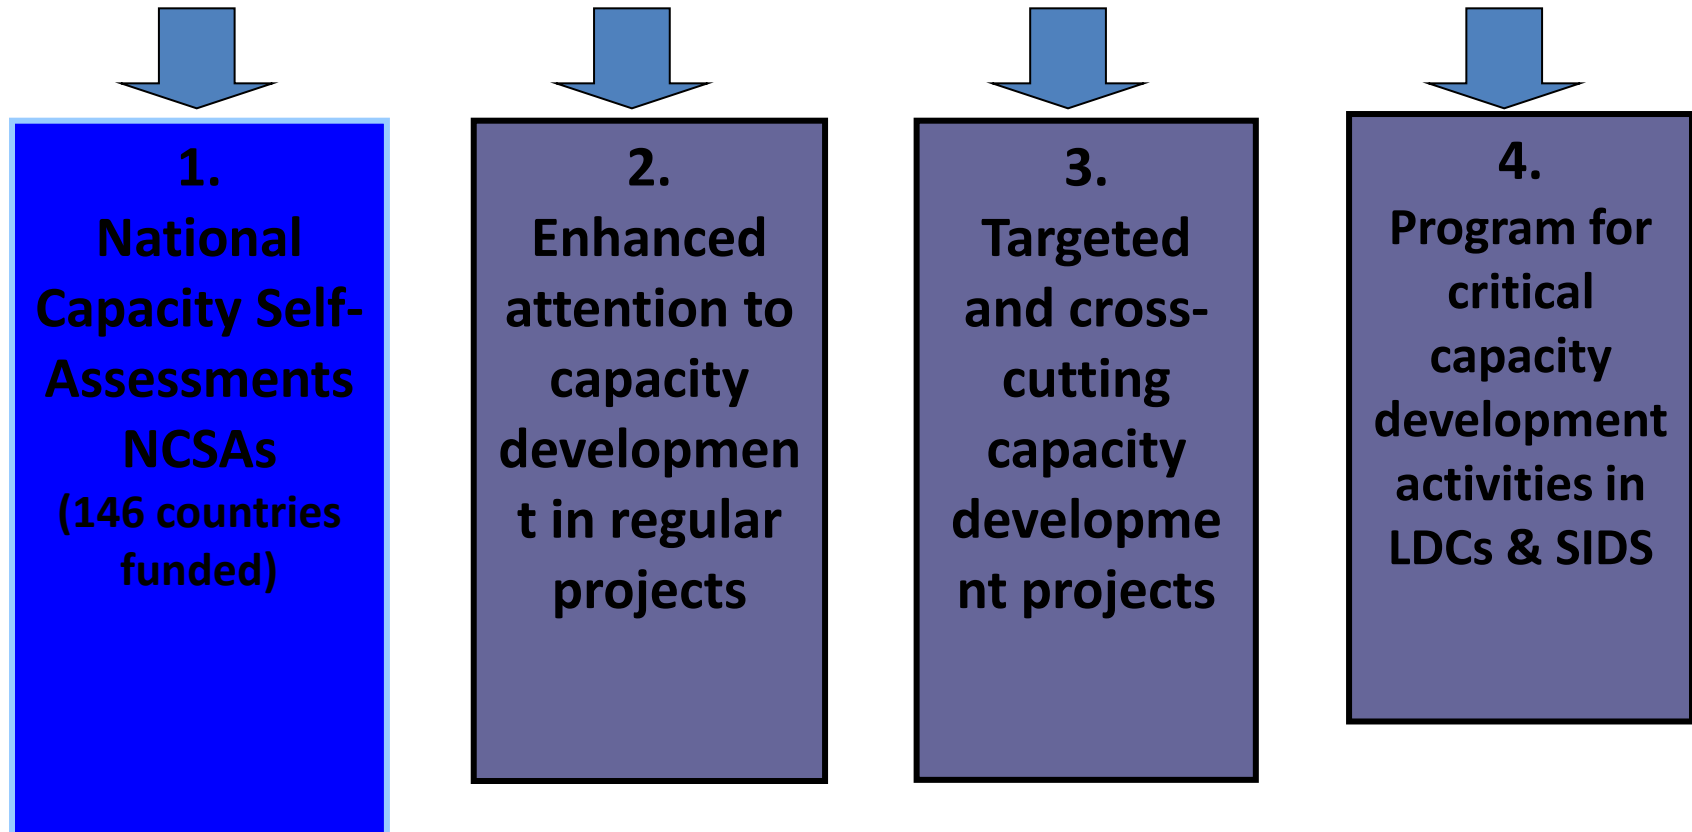 1.
National
Capacity Self-
Assessments
NCSAs
(146 countries
funded)
2.
Enhanced
attention to
capacity
developmen
t in regular
projects
3.
Targeted
and cross-
cutting
capacity
developme
nt projects
4.
Program for
critical
capacity
development
activities in
LDCs & SIDS